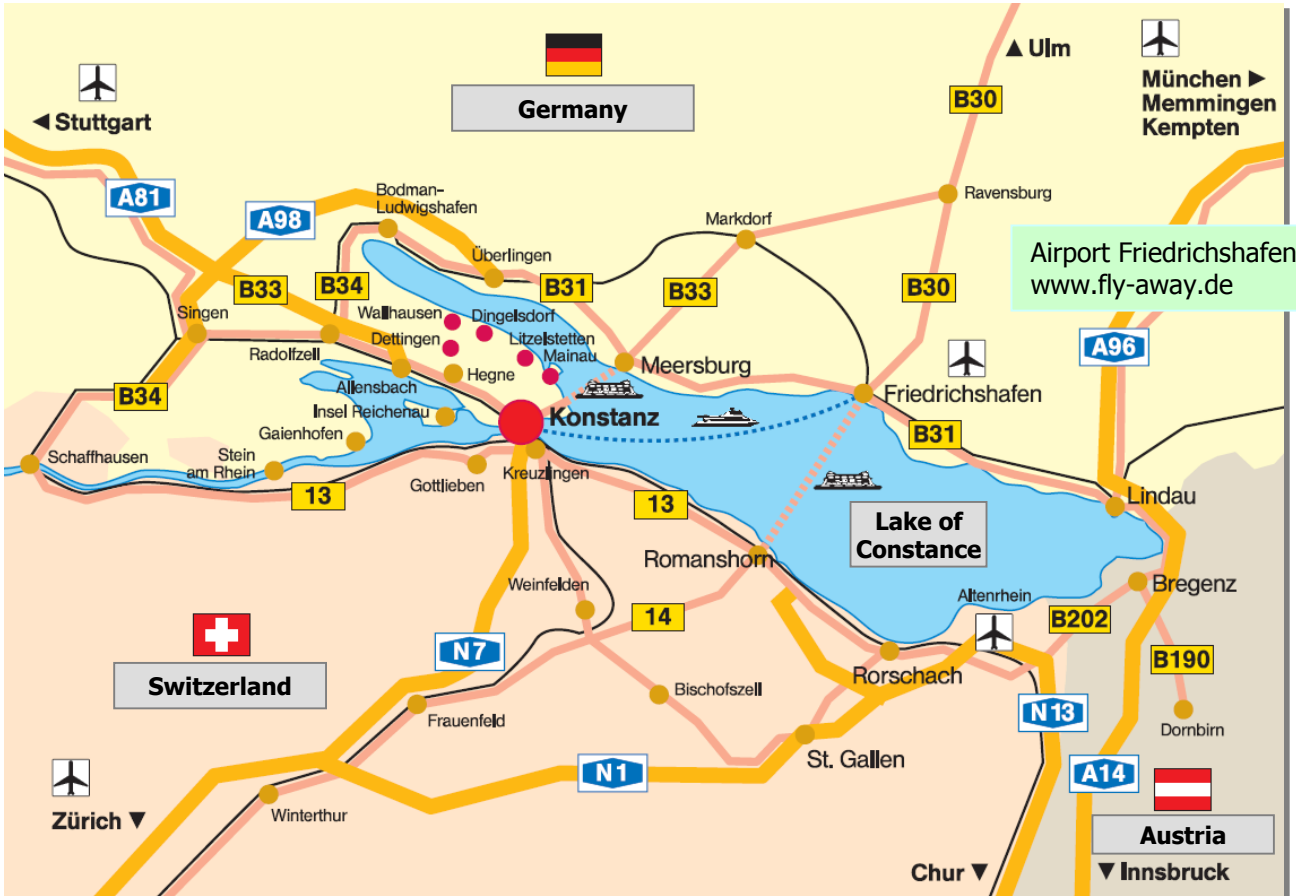 Ulm
München
Memmingen
Kempten
Germany
Stuttgart
B30
A81
A98
Bodman-
Ludwigshafen
Ravensburg
Markdorf
Überlingen
Airport Friedrichshafen
www.fly-away.de
B33
B34
B31
B33
B30
Singen
Wallhausen
Dingelsdorf
Radolfzell
Dettingen
Litzelstetten
Mainau
Meersburg
A96
Hegne
Allensbach
B34
Friedrichshafen
Insel Reichenau
Konstanz
Gaienhofen
B31
Schaffhausen
Stein
am Rhein
Gottlieben
Kreuzlingen
13
13
Lindau
Lake of
Constance
Romanshorn
Weinfelden
Altenrhein
Bregenz
14
B202
N7
Switzerland
Bischofszell
Rorschach
B190
Frauenfeld
N13
Dornbirn
St. Gallen
N1
A14
Zürich
Winterthur
Austria
Chur
Innsbruck